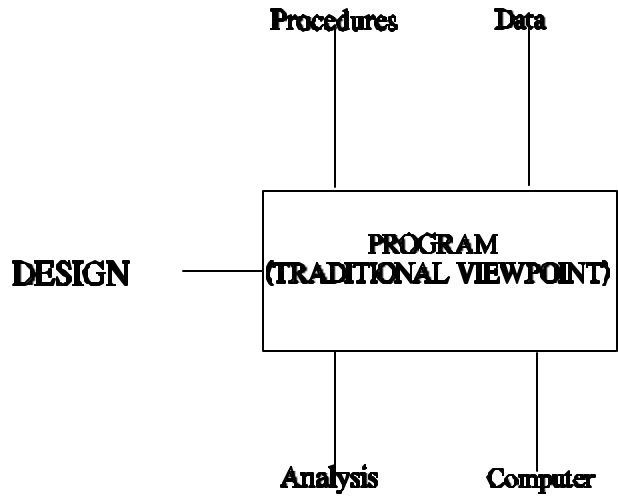 Procedures
Data
PROGRAM
DESIGN
(TRADITIONAL VIEWPOINT)
Analysis
Computer